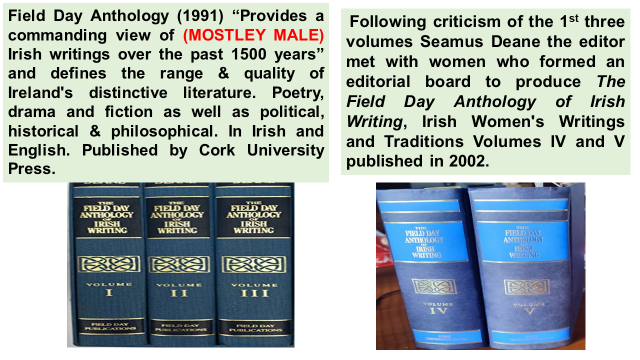 Field Day Anthology (1991) “Provides a
commanding view of (MOSTLEY MALE)
Irish writings over the past 1500 years”
and defines the range & quality of
Ireland's distinctive literature. Poetry,
drama and fiction as well as political,
historical & philosophical. In Irish and
English. Published by Cork University
Press.
Following criticism of the 1st three
volumes Seamus Deane the editor
met with women who formed an
editorial board to produce The
Field Day Anthology of Irish
Writing, Irish Women's Writings
and Traditions Volumes IV and V
published in 2002.
THE
FIELD DAY
ANTHOLOGY
OF
IRISH
WRITING
VOLUME
I
FIELD DAY
PUBLICATIONS
THE
FIELD DAY
ANTHOLOGY
OF
IRISH
WRITING
VOLUME
II
FIELD DAY
PUBLICATIONS
THE
FIELD DAY
ANTHOLOGY
OF
IRISH
WRITING
VOLUME
III
FIELD DAY
PUBLICATIONS
THE
FIELD DAY
ANTHOLOGY
OF
IRISH
WRITING
VOLUME
IV
THE
FIELD DAY
ANTHOLOGY
OF
IRISH
WRITING
VOLUME
V